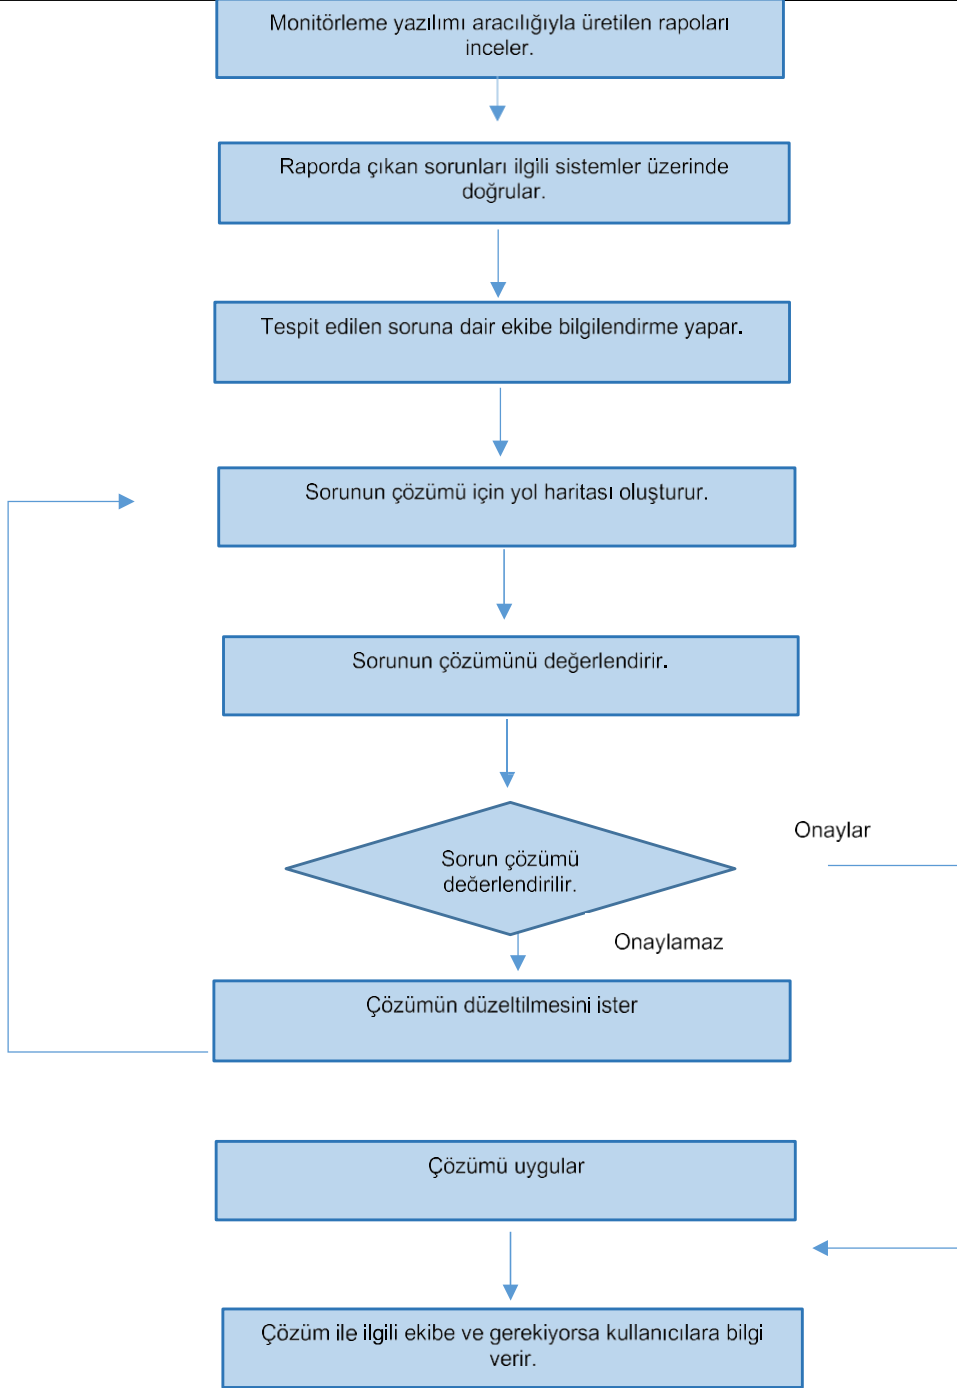 Monitörleme yazılımı aracılığıyla üretilen rapoları
inceler.
Raporda çıkan sorunları ilgili sistemler üzerinde
doğrular.
Tespit edilen soruna dair ekibe bilgilendirme yapar.
Sorunun çözümü için yol haritası oluşturur.
Sorunun çözümünü değerlendirir.
Onaylar
Sorun çözümü
değerlendirilir.
Onaylamaz
Çözümün düzeltilmesini ister
Çözümü uygular
Çözüm ile ilgili ekibe ve gerekiyorsa kullanıcılara bilgi
verir.